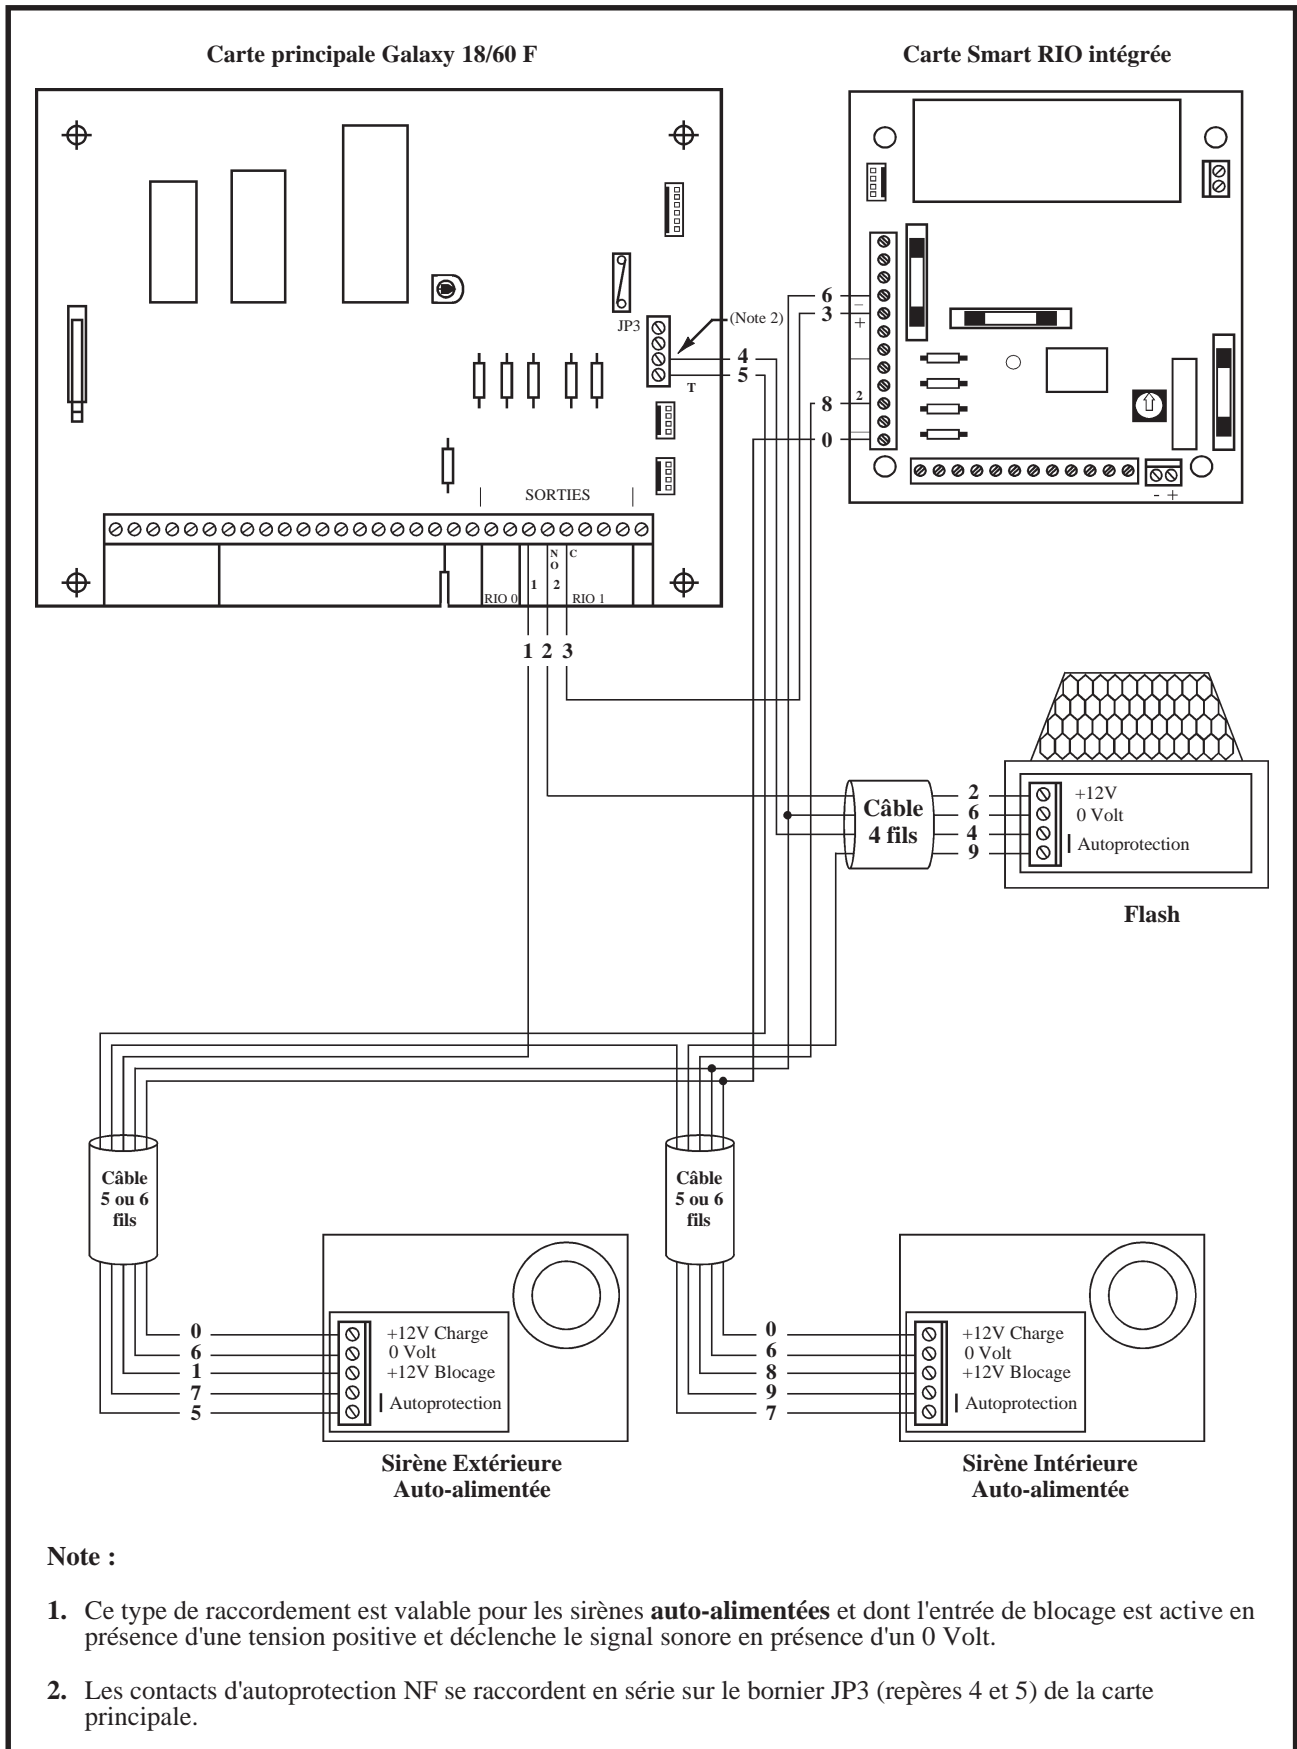 Carte principale Galaxy 18/60 F
Carte Smart RIO intégrée
JP3
(Note 2)
4
5
T
6
3
–
+
8
2
0
- +
SORTIES
N
O
C
1
2
RIO 0
RIO 1
1 2 3
Câble
4 fils
2
6
4
9
+12V
0 Volt
Autoprotection
Flash
Câble
5 ou 6
fils
Câble
5 ou 6
fils
0
6
1
7
5
+12V Charge
0 Volt
+12V Blocage
Autoprotection
0
6
8
9
7
+12V Charge
0 Volt
+12V Blocage
Autoprotection
Sirène Extérieure
Auto-alimentée
Sirène Intérieure
Auto-alimentée
Note :
1. Ce type de raccordement est valable pour les sirènes auto-alimentées et dont l'entrée de blocage est active en
présence d'une tension positive et déclenche le signal sonore en présence d'un 0 Volt.
2. Les contacts d'autoprotection NF se raccordent en série sur le bornier JP3 (repères 4 et 5) de la carte
principale.